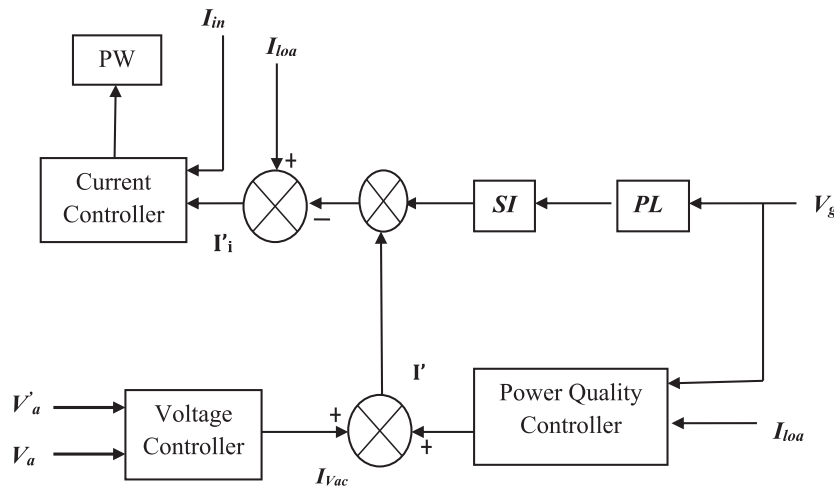 I_in
PW
I_loa
+
Current
Controller
−
I'_i
SI
PL
V_g
I'
Power Quality
Controller
I_loa
V'_a
V_a
Voltage
Controller
+
+
I_Vac